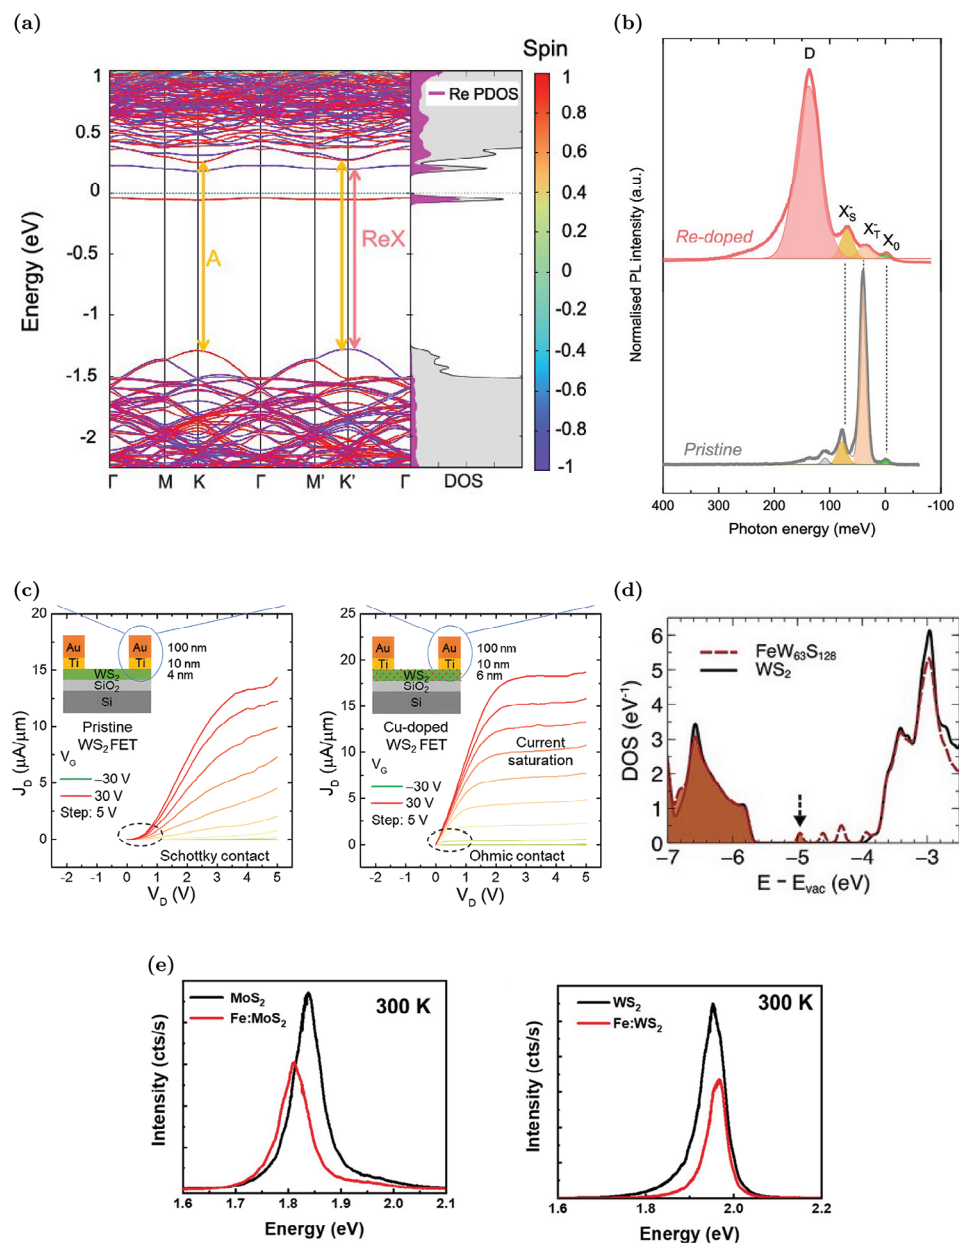 (a)
Spin
1
0.5
0
-0.5
-1
-1.5
-2
Energy (eV)
A
ReX
Re PDOS
Γ M K Γ M' K' Γ DOS
1
0.8
0.6
0.4
0.2
0
-0.2
-0.4
-0.6
-0.8
-1
(b)
D
X⁻S X⁻T X0
Re-doped
Pristine
Normalised PL intensity (a.u.)
400 300 200 100 0 -100
Photon energy (meV)
(c)
20
15
10
5
0
J_D (µA/µm)
Au Au 100 nm
Ti Ti 10 nm
WS₂ 4 nm
SiO₂
Si
Pristine
WS₂ FET
V_G
−30 V
30 V
Step: 5 V
Schottky contact
−2 −1 0 1 2 3 4 5
V_D (V)
25
20
15
10
5
0
J_D (µA/µm)
Au Au 100 nm
Ti Ti 10 nm
WS₂ 6 nm
SiO₂
Si
Cu-doped
WS₂ FET
Current
saturation
V_G
−30 V
30 V
Step: 5 V
Ohmic contact
−2 −1 0 1 2 3 4 5
V_D (V)
(d)
FeW₆₃S₁₂₈
WS₂
6
5
4
3
2
1
0
DOS (eV⁻¹)
−7 −6 −5 −4 −3
E − E_vac (eV)
(e)
MoS₂
Fe:MoS₂
300 K
Intensity (cts/s)
1.6 1.7 1.8 1.9 2.0 2.1
Energy (eV)
WS₂
Fe:WS₂
300 K
Intensity (cts/s)
1.6 1.8 2.0 2.2
Energy (eV)